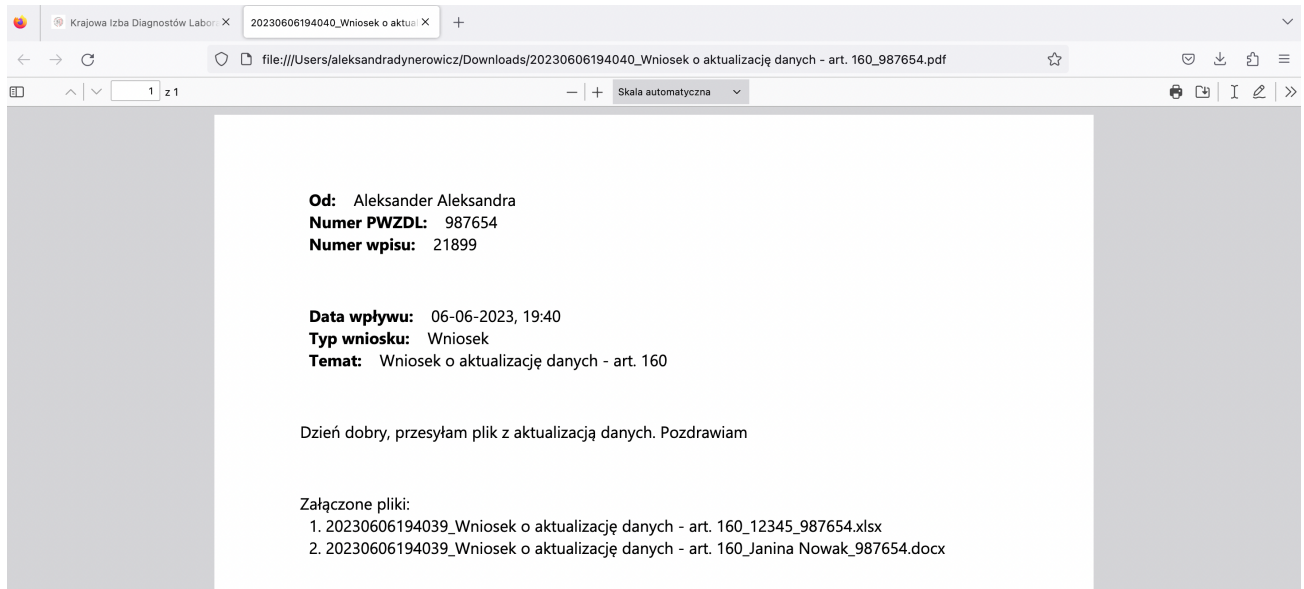 Krajowa Izba Diagnostów Labor
20230606194040_Wniosek o aktual
file:///Users/aleksandradynerowicz/Downloads/20230606194040_Wniosek o aktualizację danych - art. 160_987654.pdf
1 z 1
Skala automatyczna
Od: Aleksander Aleksandra
Numer PWZDL: 987654
Numer wpisu: 21899
Data wpływu: 06-06-2023, 19:40
Typ wniosku: Wniosek
Temat: Wniosek o aktualizację danych - art. 160
Dzień dobry, przesyłam plik z aktualizacją danych. Pozdrawiam
Załączone pliki:
1. 20230606194039_Wniosek o aktualizację danych - art. 160_12345_987654.xlsx
2. 20230606194039_Wniosek o aktualizację danych - art. 160_Janina Nowak_987654.docx